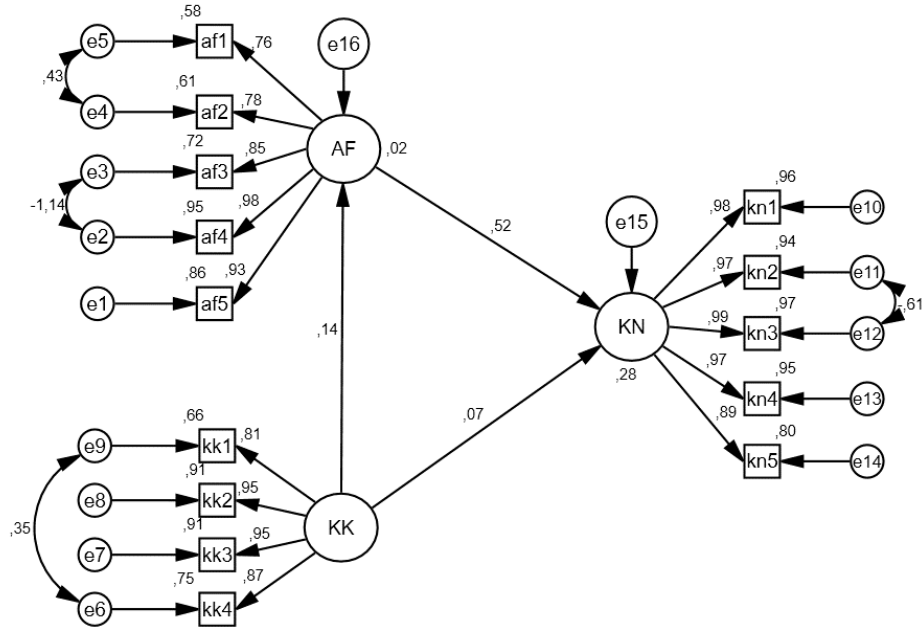 ,58
e5 af1 ,76 e16
,43
,61
e4 af2 ,78
AF ,02
,72
e3 af3 ,85
-1,14
,95 ,98
e2 af4
,86 ,93
e1 af5
,52
e15
,96
,98 kn1 e10
,94
,97 kn2 e11
-,61
,97
,99 kn3 e12
KN
,28
,95
,97 kn4 e13
,89 ,80
kn5 e14
,14
,07
,66
e9 kk1 ,81
,91
e8 kk2 ,95
,35
KK
,91
e7 kk3 ,95
,75 ,87
e6 kk4